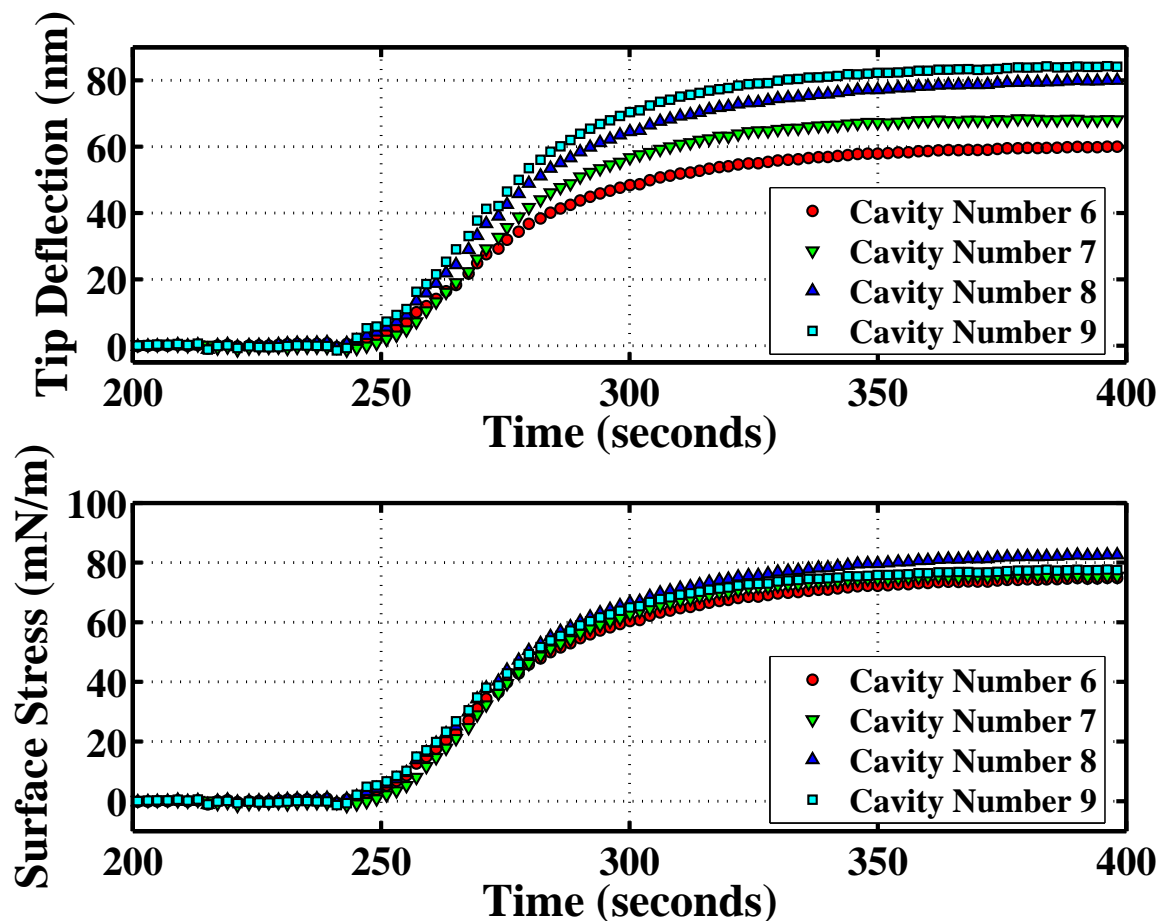 Tip Deflection (nm)
80
60
40
20
0
200
250
300
350
400
Time (seconds)
Cavity Number 6
Cavity Number 7
Cavity Number 8
Cavity Number 9
Surface Stress (mN/m)
100
80
60
40
20
0
200
250
300
350
400
Time (seconds)
Cavity Number 6
Cavity Number 7
Cavity Number 8
Cavity Number 9